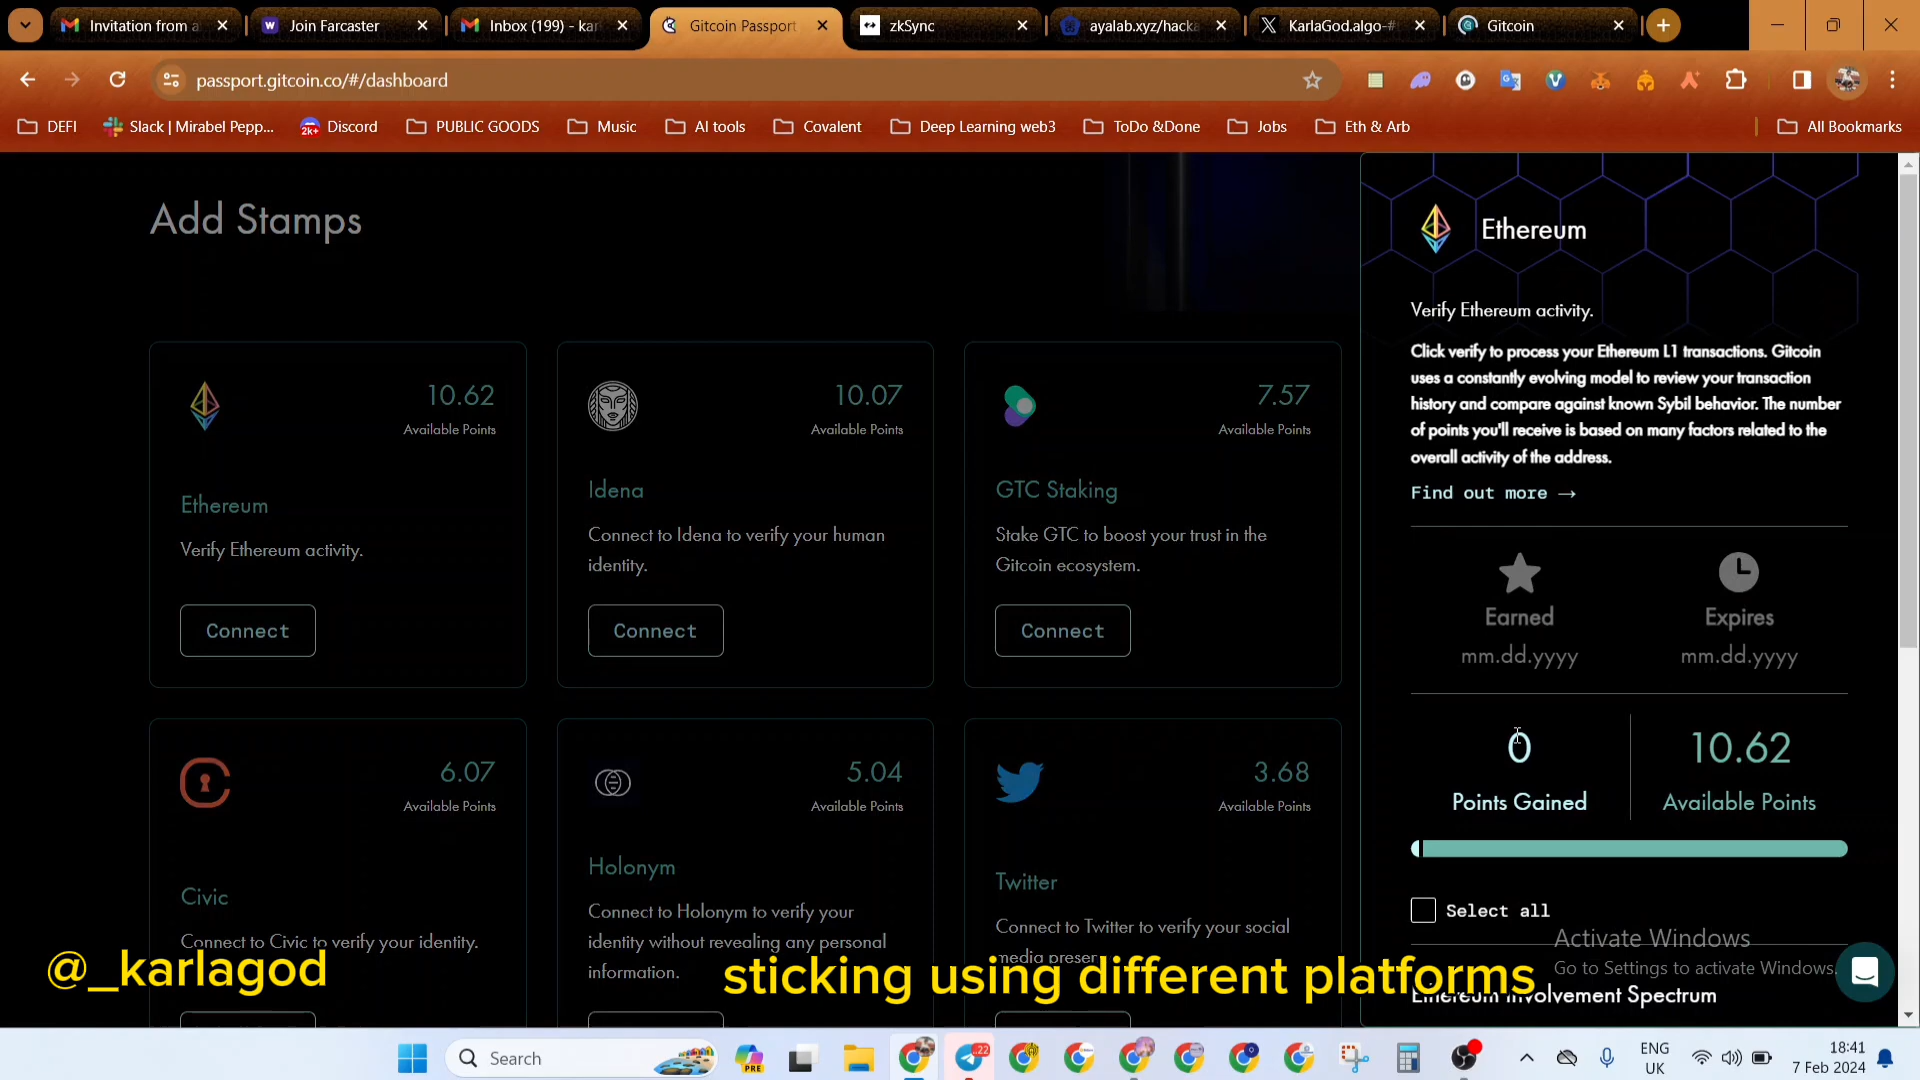 Invitation from a
Join Farcaster
Inbox (199) - kar
Gitcoin Passport
zkSync
ayalab.xyz/hacka
KarlaGod.algo-#
Gitcoin
passport.gitcoin.co/#/dashboard
DEFI
Slack | Mirabel Pepp...
Discord
PUBLIC GOODS
Music
AI tools
Covalent
Deep Learning web3
ToDo &Done
Jobs
Eth & Arb
All Bookmarks
Add Stamps
10.62
Available Points
Ethereum
Verify Ethereum activity.
Connect
10.07
Available Points
Idena
Connect to Idena to verify your human
identity.
Connect
7.57
Available Points
GTC Staking
Stake GTC to boost your trust in the
Gitcoin ecosystem.
Connect
6.07
Available Points
Civic
Connect to Civic to verify your identity.
5.04
Available Points
Holonym
Connect to Holonym to verify your
identity without revealing any personal
information.
3.68
Available Points
Twitter
Connect to Twitter to verify your social
media presen
Ethereum
Verify Ethereum activity.
Click verify to process your Ethereum L1 transactions. Gitcoin
uses a constantly evolving model to review your transaction
history and compare against known Sybil behavior. The number
of points you'll receive is based on many factors related to the
overall activity of the address.
Find out more →
Earned
mm.dd.yyyy
Expires
mm.dd.yyyy
0
Points Gained
10.62
Available Points
Select all
Activate Windows
Go to Settings to activate Windows.
Ethereum Involvement Spectrum
@_karlagod
sticking using different platforms
Search
PRE
22
ENG
UK
18:41
7 Feb 2024